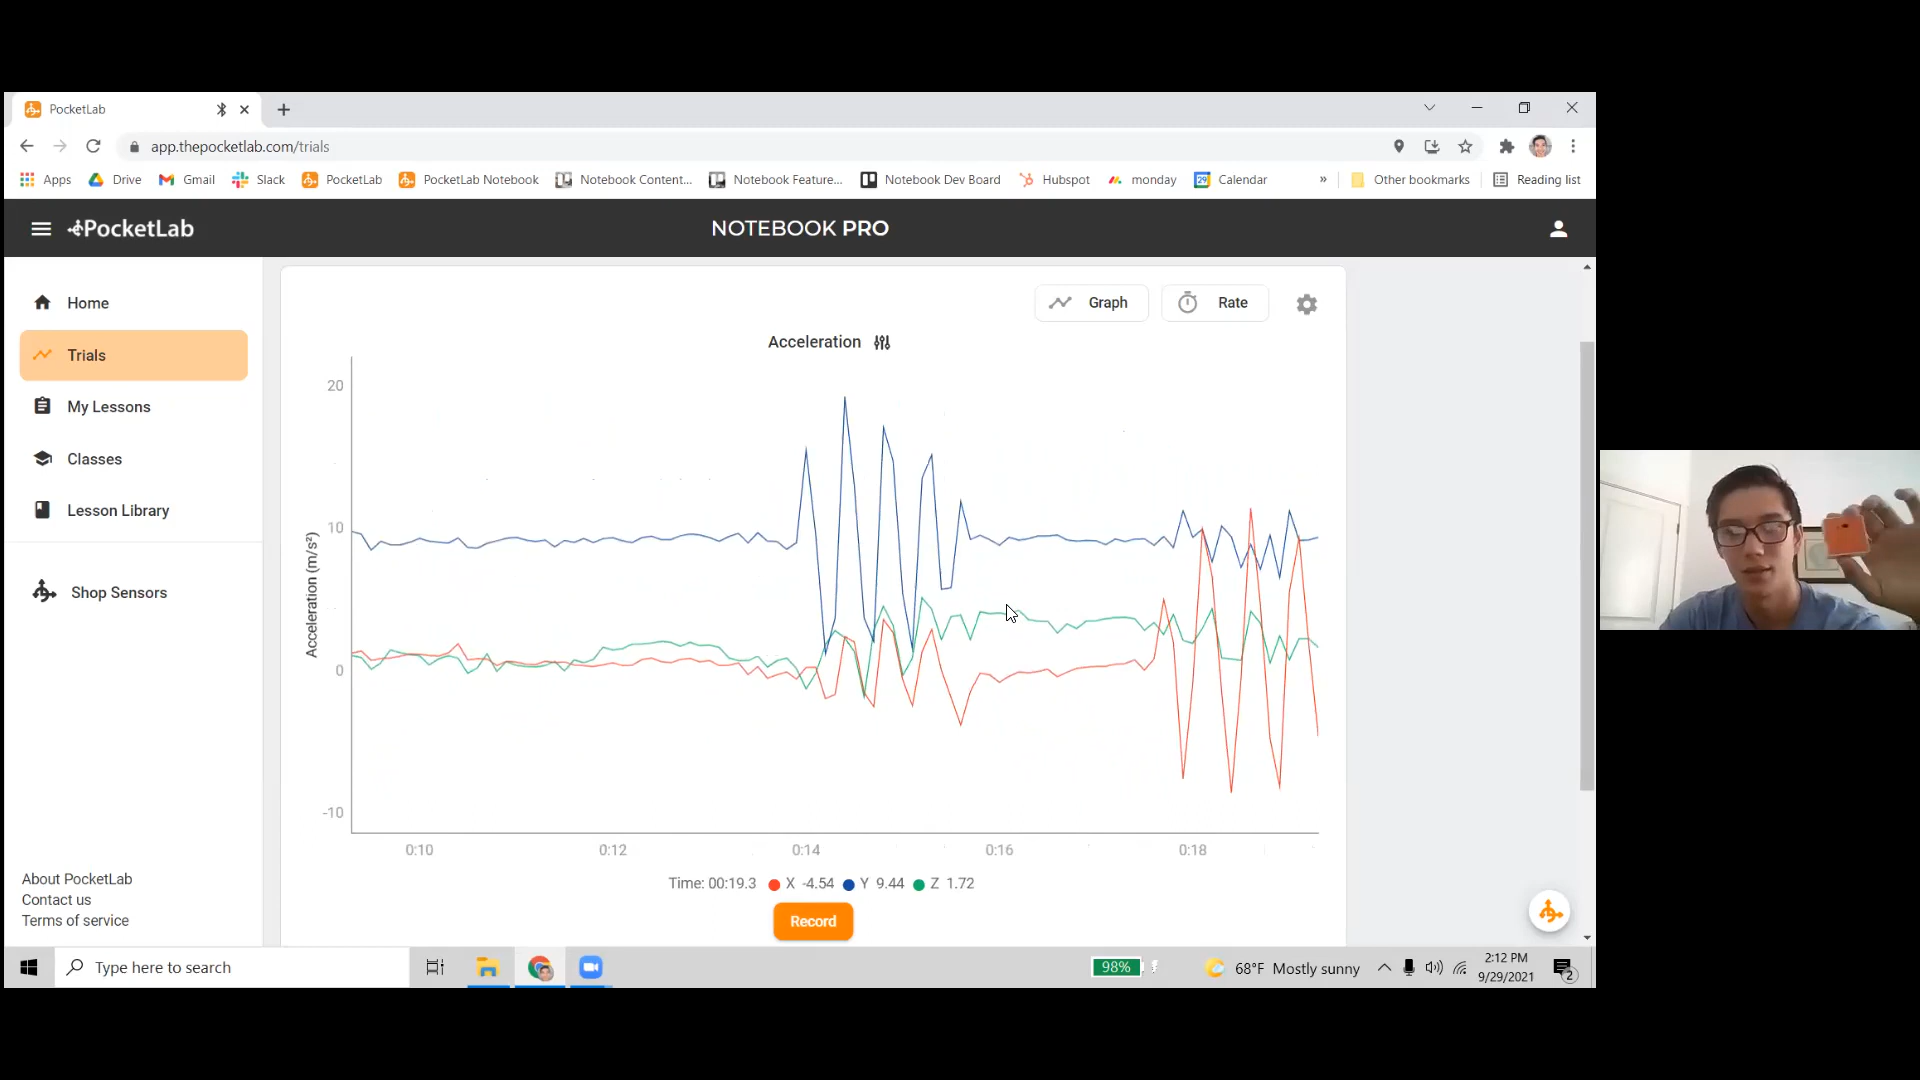 PocketLab
app.thepocketlab.com/trials
Apps Drive Gmail Slack PocketLab PocketLab Notebook Notebook Content... Notebook Feature... Notebook Dev Board Hubspot monday 29 Calendar » Other bookmarks Reading list
PocketLab
NOTEBOOK PRO
Home
Trials
My Lessons
Classes
Lesson Library
Shop Sensors
About PocketLab
Contact us
Terms of service
Graph Rate
Acceleration
Acceleration (m/s²)
20
10
0
-10
0:10 0:12 0:14 0:16 0:18
Time: 00:19.3 X -4.54 Y 9.44 Z 1.72
Record
Type here to search
98%
68°F Mostly sunny
2:12 PM
9/29/2021
2